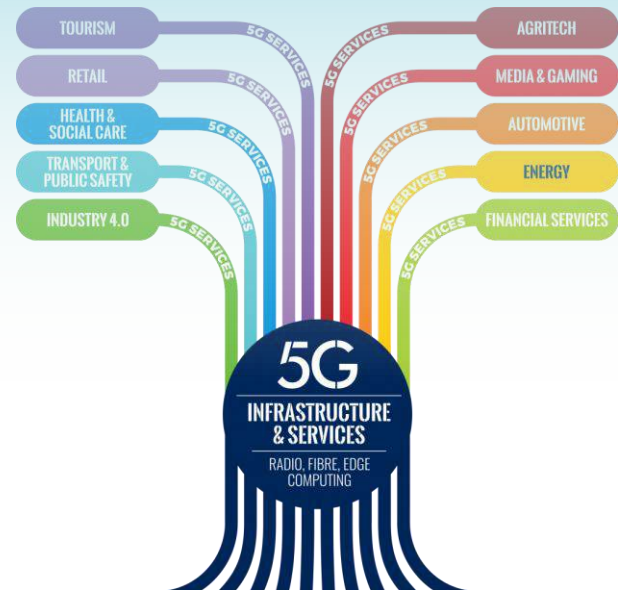 TOURISM
5G SERVICES
AGRITECH
5G SERVICES
RETAIL
5G SERVICES
MEDIA & GAMING
5G SERVICES
HEALTH &
SOCIAL CARE
5G SERVICES
AUTOMOTIVE
5G SERVICES
TRANSPORT &
PUBLIC SAFETY
5G SERVICES
ENERGY
5G SERVICES
INDUSTRY 4.0
5G SERVICES
FINANCIAL SERVICES
5G SERVICES
5G
INFRASTRUCTURE
& SERVICES
RADIO, FIBRE, EDGE
COMPUTING